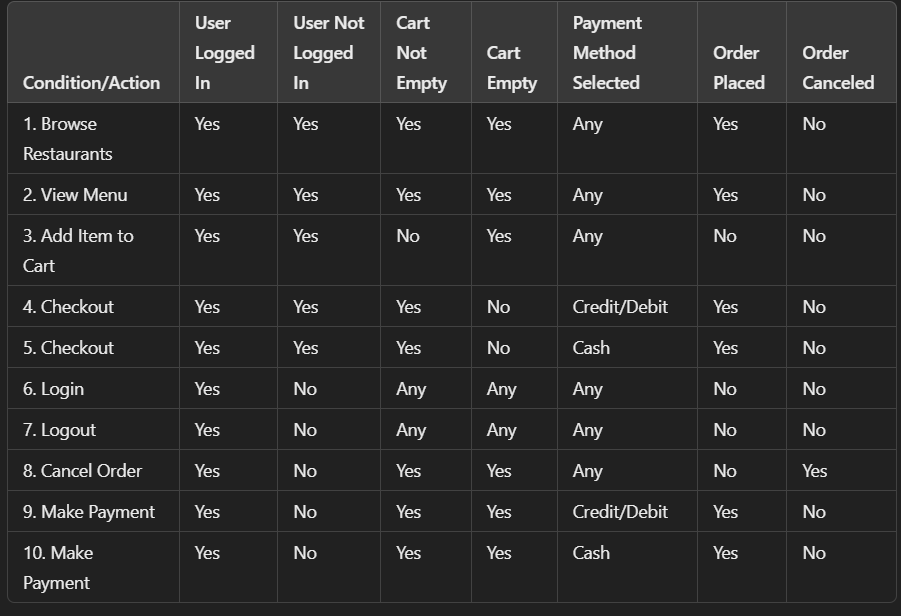 Condition/Action User Logged In User Not Logged In Cart Not Empty Cart Empty Payment Method Selected Order Placed Order Canceled
1. Browse Restaurants Yes Yes Yes Yes Any Yes No
2. View Menu Yes Yes Yes Yes Any Yes No
3. Add Item to Cart Yes Yes No Yes Any No No
4. Checkout Yes Yes Yes No Credit/Debit Yes No
5. Checkout Yes Yes Yes No Cash Yes No
6. Login Yes No Any Any Any No No
7. Logout Yes No Any Any Any No No
8. Cancel Order Yes No Yes Yes Any No Yes
9. Make Payment Yes No Yes Yes Credit/Debit Yes No
10. Make Payment Yes No Yes Yes Cash Yes No